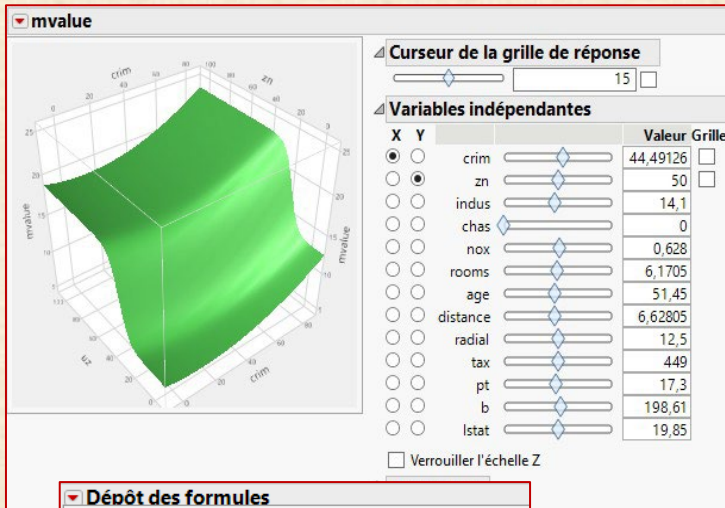 mvalue
Curseur de la grille de réponse
15
Variables indépendantes
X Y Valeur Grille
crim 44,49126
zn 50
indus 14,1
chas 0
nox 0,628
rooms 6,1705
age 51,45
distance 6,62805
radial 12,5
tax 449
pt 17,3
b 198,61
lstat 19,85
Verrouiller l'échelle Z
crim
zn
mvalue
mvalue
zn
crim
Dépôt des formules